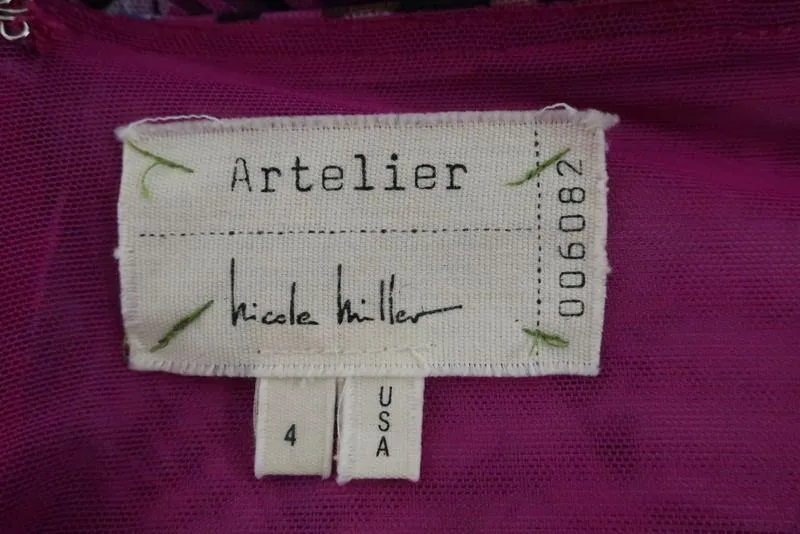 Artelier
nicole miller
006082
4
USA